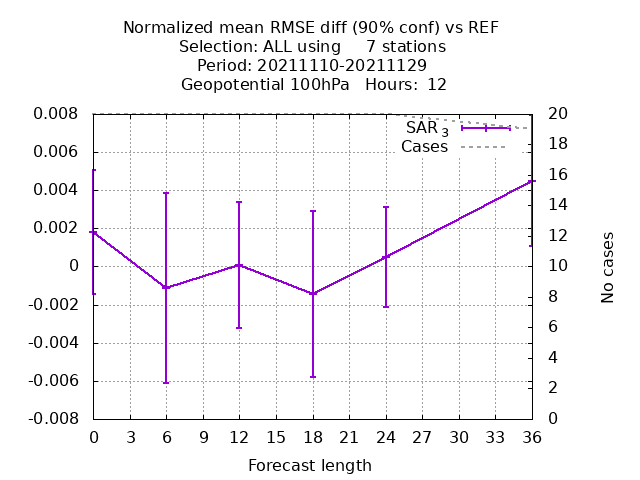 Normalized mean RMSE diff (90% conf) vs REF
Selection: ALL using     7 stations
Period: 20211110-20211129
Geopotential 100hPa   Hours:  12
0.008
0.006
0.004
0.002
0
-0.002
-0.004
-0.006
-0.008
SAR 3
Cases
20
18
16
14
12
10
8
6
4
2
0
No cases
0 3 6 9 12 15 18 21 24 27 30 33 36
Forecast length